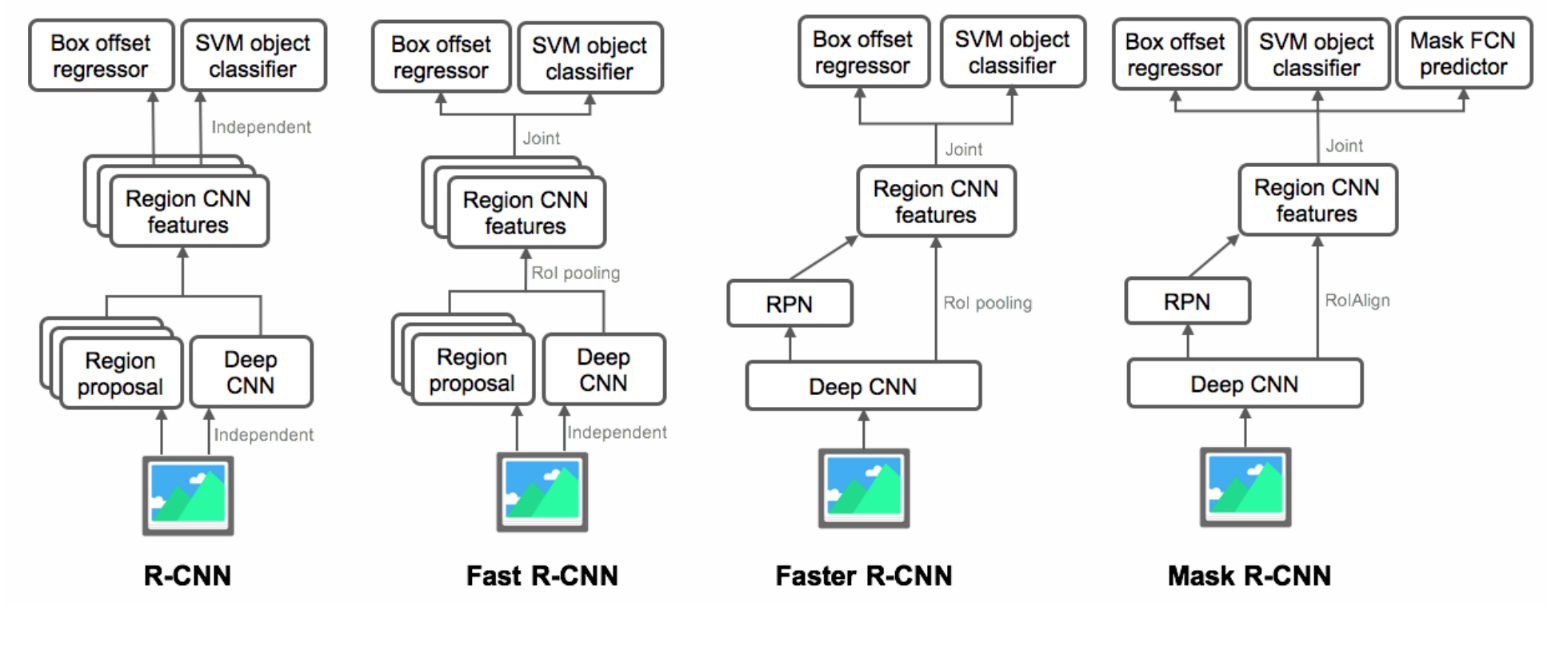 Box offset
regressor
SVM object
classifier
Independent
Region CNN
features
Region
proposal
Deep
CNN
Independent
R-CNN
Box offset
regressor
SVM object
classifier
Joint
Region CNN
features
RoI pooling
Region
proposal
Deep
CNN
Independent
Fast R-CNN
Box offset
regressor
SVM object
classifier
Joint
Region CNN
features
RPN
RoI pooling
Deep CNN
Faster R-CNN
Box offset
regressor
SVM object
classifier
Mask FCN
predictor
Joint
Region CNN
features
RPN
RoIAlign
Deep CNN
Mask R-CNN